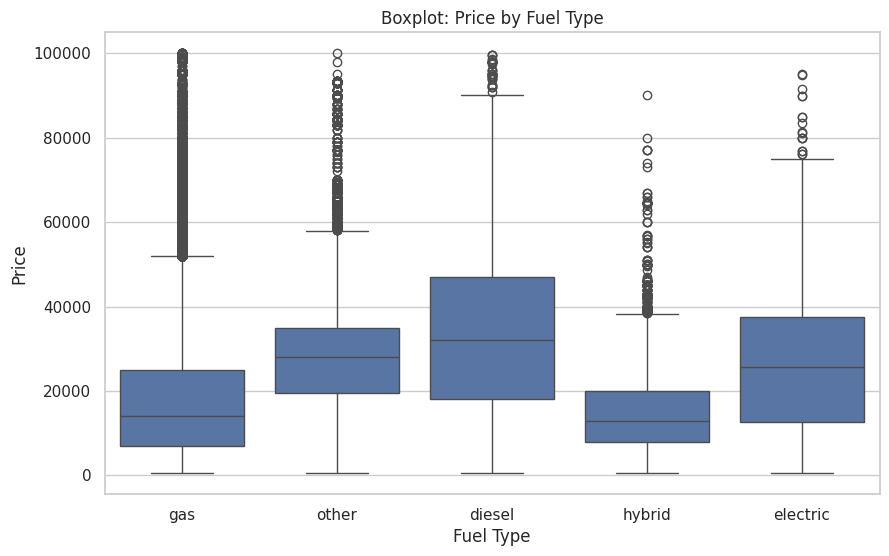 Boxplot: Price by Fuel Type
100000
80000
60000
40000
20000
0
Price
gas other diesel hybrid electric
Fuel Type